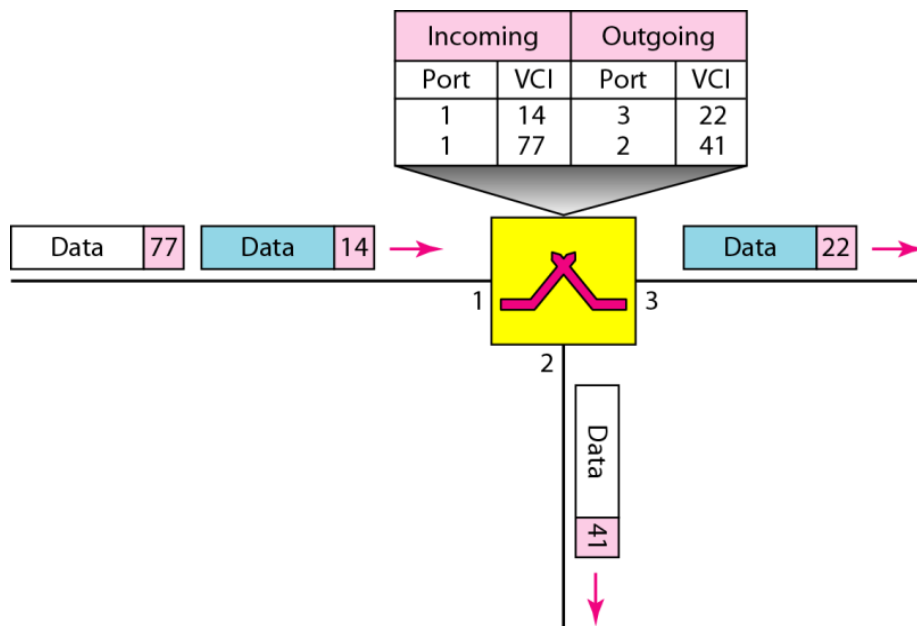 Incoming Outgoing
Port VCI Port VCI
1 14 3 22
1 77 2 41
Data 77 Data 14 Data 22
1 3
2
Data 41